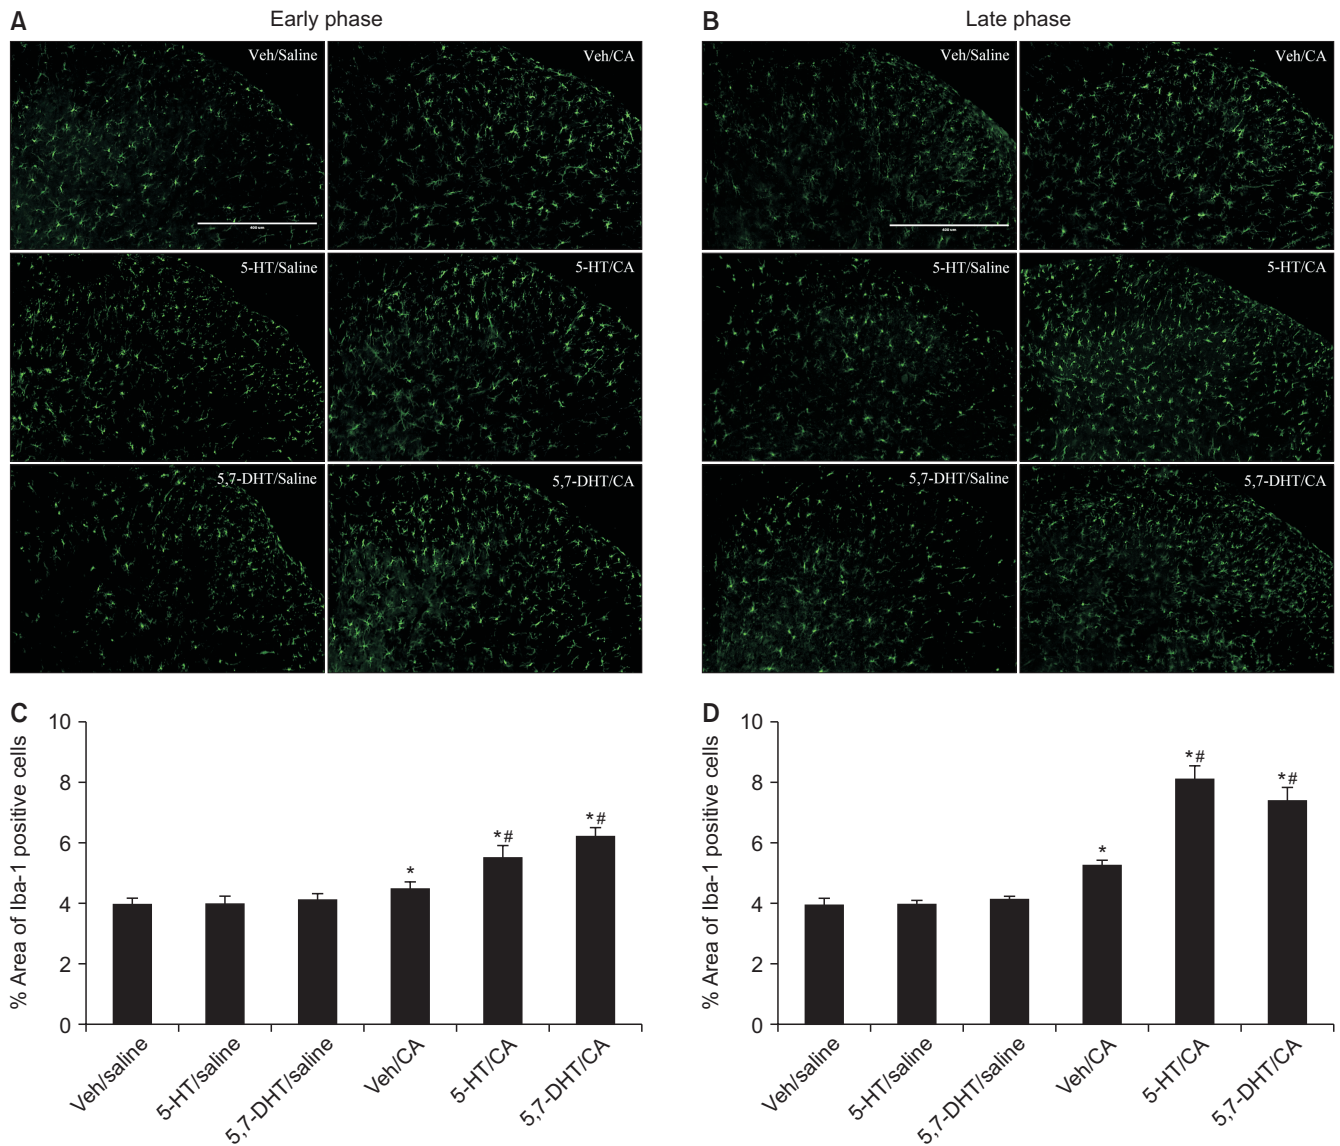 A
Early phase
Veh/Saline
Veh/CA
400 um
5-HT/Saline
5-HT/CA
5,7-DHT/Saline
5,7-DHT/CA
B
Late phase
Veh/Saline
Veh/CA
400 um
5-HT/Saline
5-HT/CA
5,7-DHT/Saline
5,7-DHT/CA
C
% Area of Iba-1 positive cells
10
8
6
4
2
0
*
*#
*#
Veh/saline
5-HT/saline
5,7-DHT/saline
Veh/CA
5-HT/CA
5,7-DHT/CA
D
% Area of Iba-1 positive cells
10
8
6
4
2
0
*
*#
*#
Veh/saline
5-HT/saline
5,7-DHT/saline
Veh/CA
5-HT/CA
5,7-DHT/CA